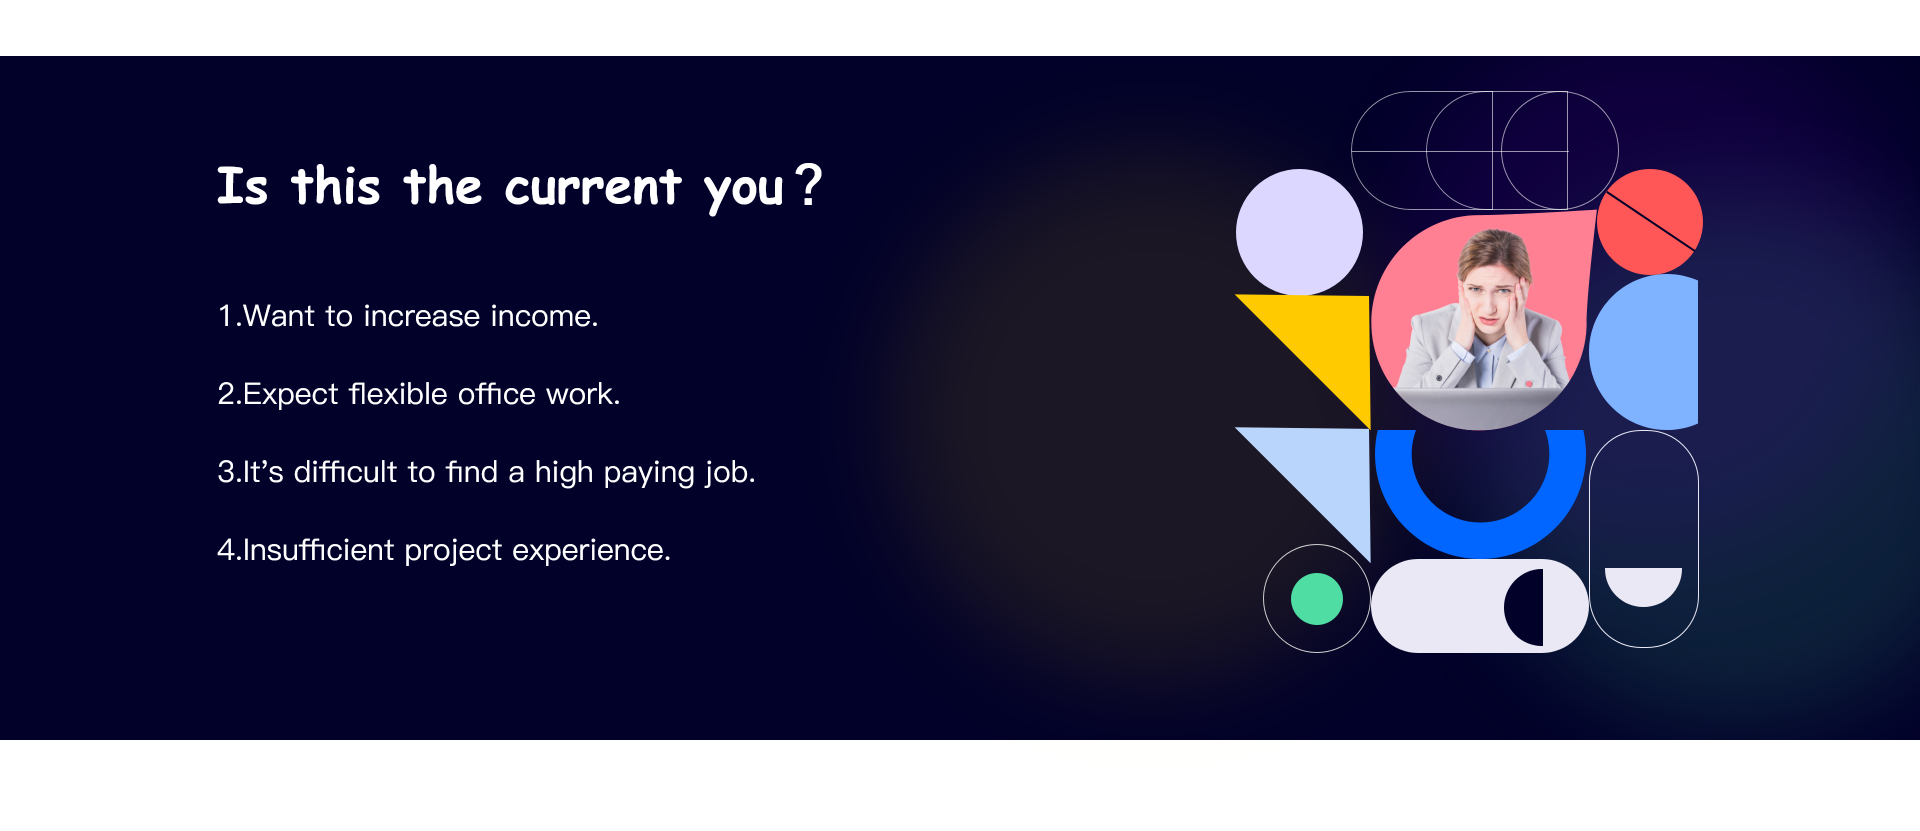 Is this the current you？
1.Want to increase income.
2.Expect flexible office work.
3.It’s difficult to find a high paying job.
4.Insufficient project experience.